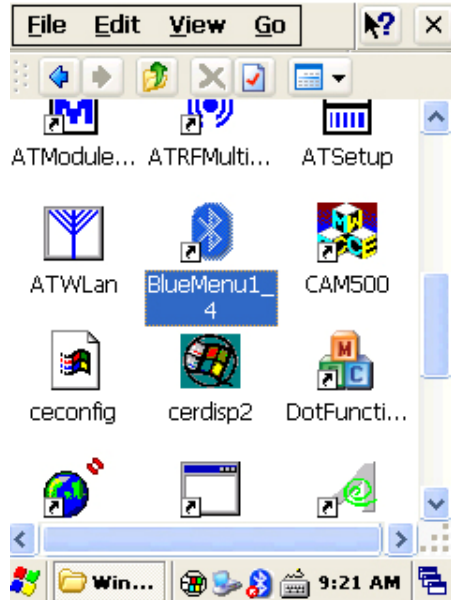 File Edit View Go ?
ATModule... ATRFMulti... ATSetup
ATWLan BlueMenu1_
4 CAM500
ceconfig cerdisp2 DotFuncti...
M
C
Win... 9:21 AM